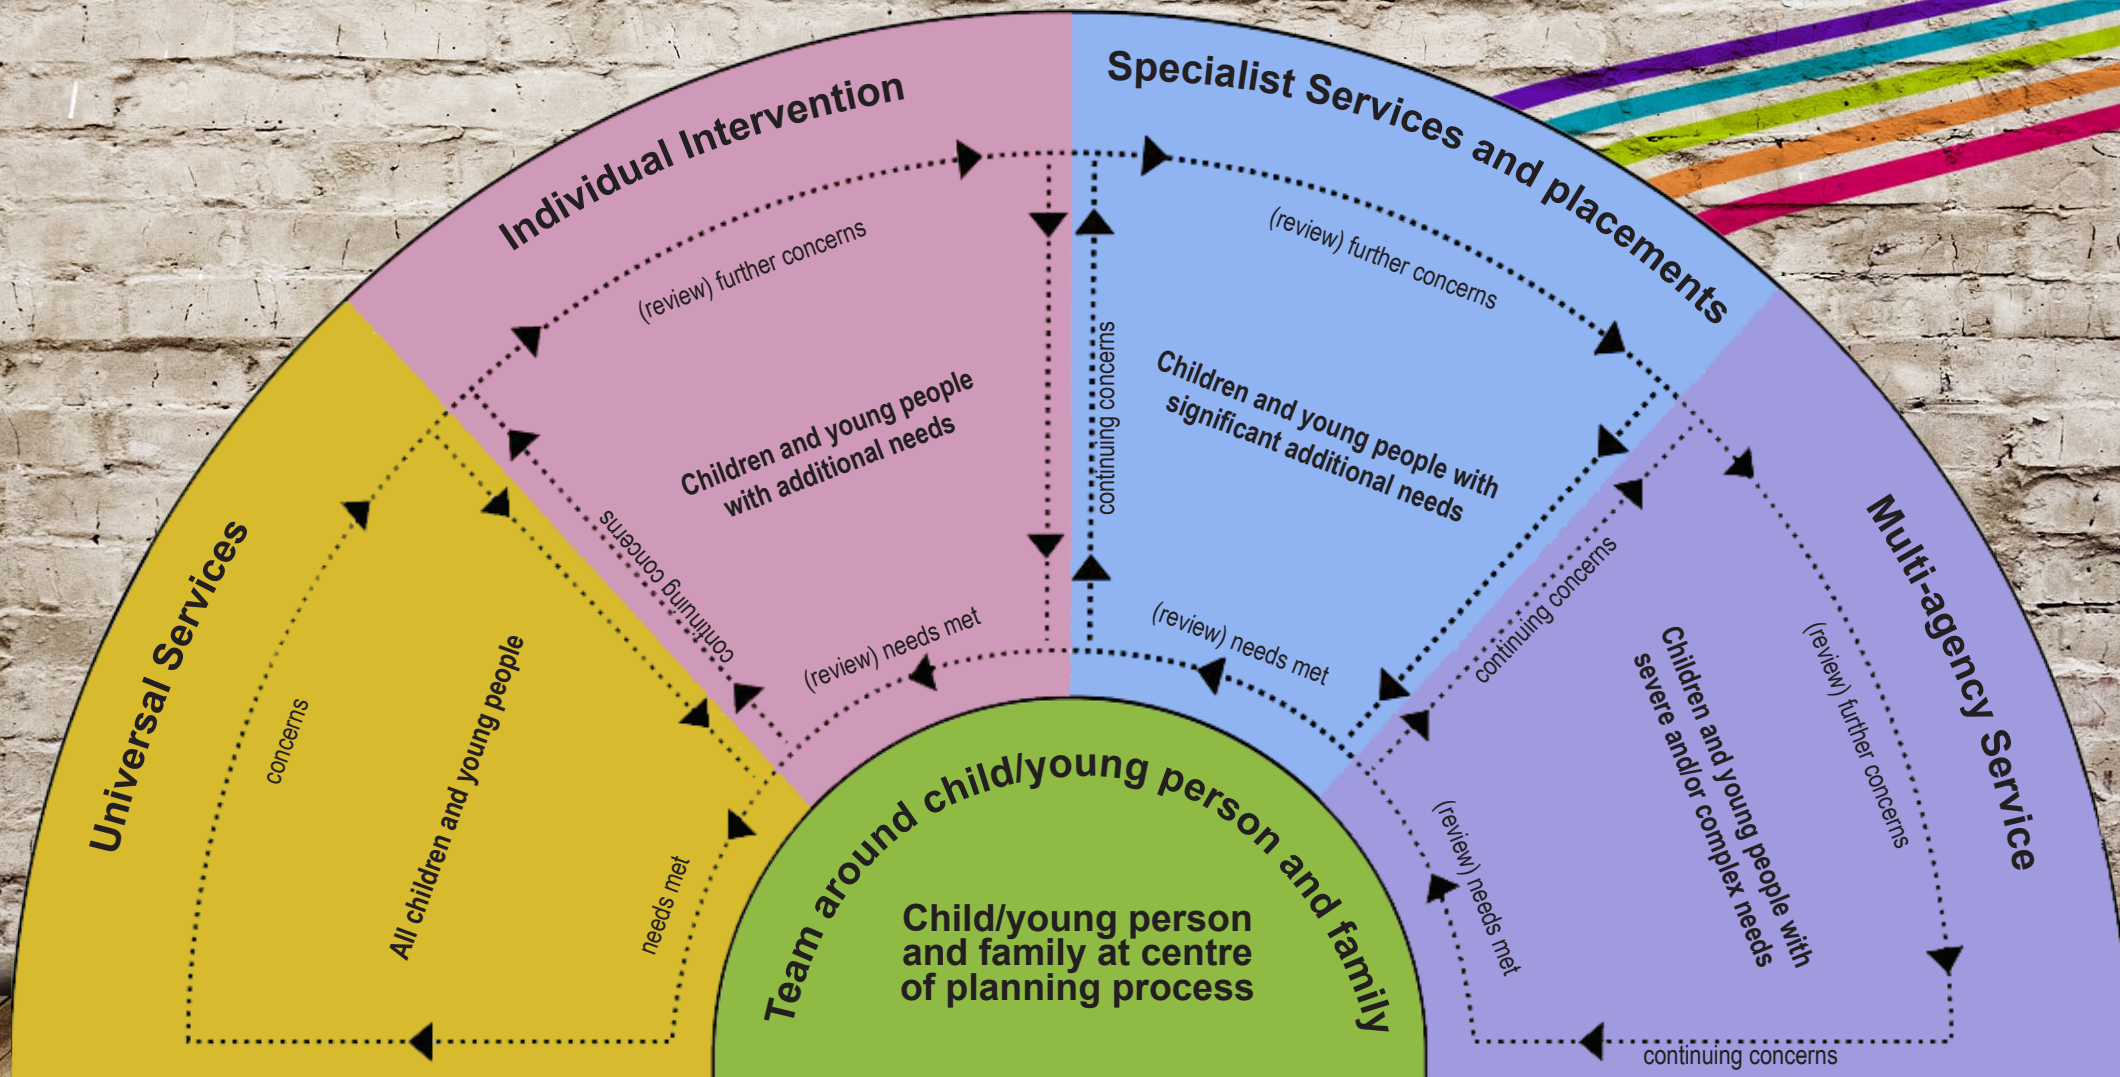 Universal Services
concerns
All children and young people
needs met
Individual Intervention
(review) further concerns
Children and young people
with additional needs
continuing concerns
(review) needs met
Specialist Services and placements
(review) further concerns
continuing concerns
Children and young people with
significant additional needs
(review) needs met
Multi-agency Service
(review) further concerns
continuing concerns
Children and young people with
severe and/or complex needs
(review) needs met
continuing concerns
Team around child/young person and family
Child/young person
and family at centre
of planning process